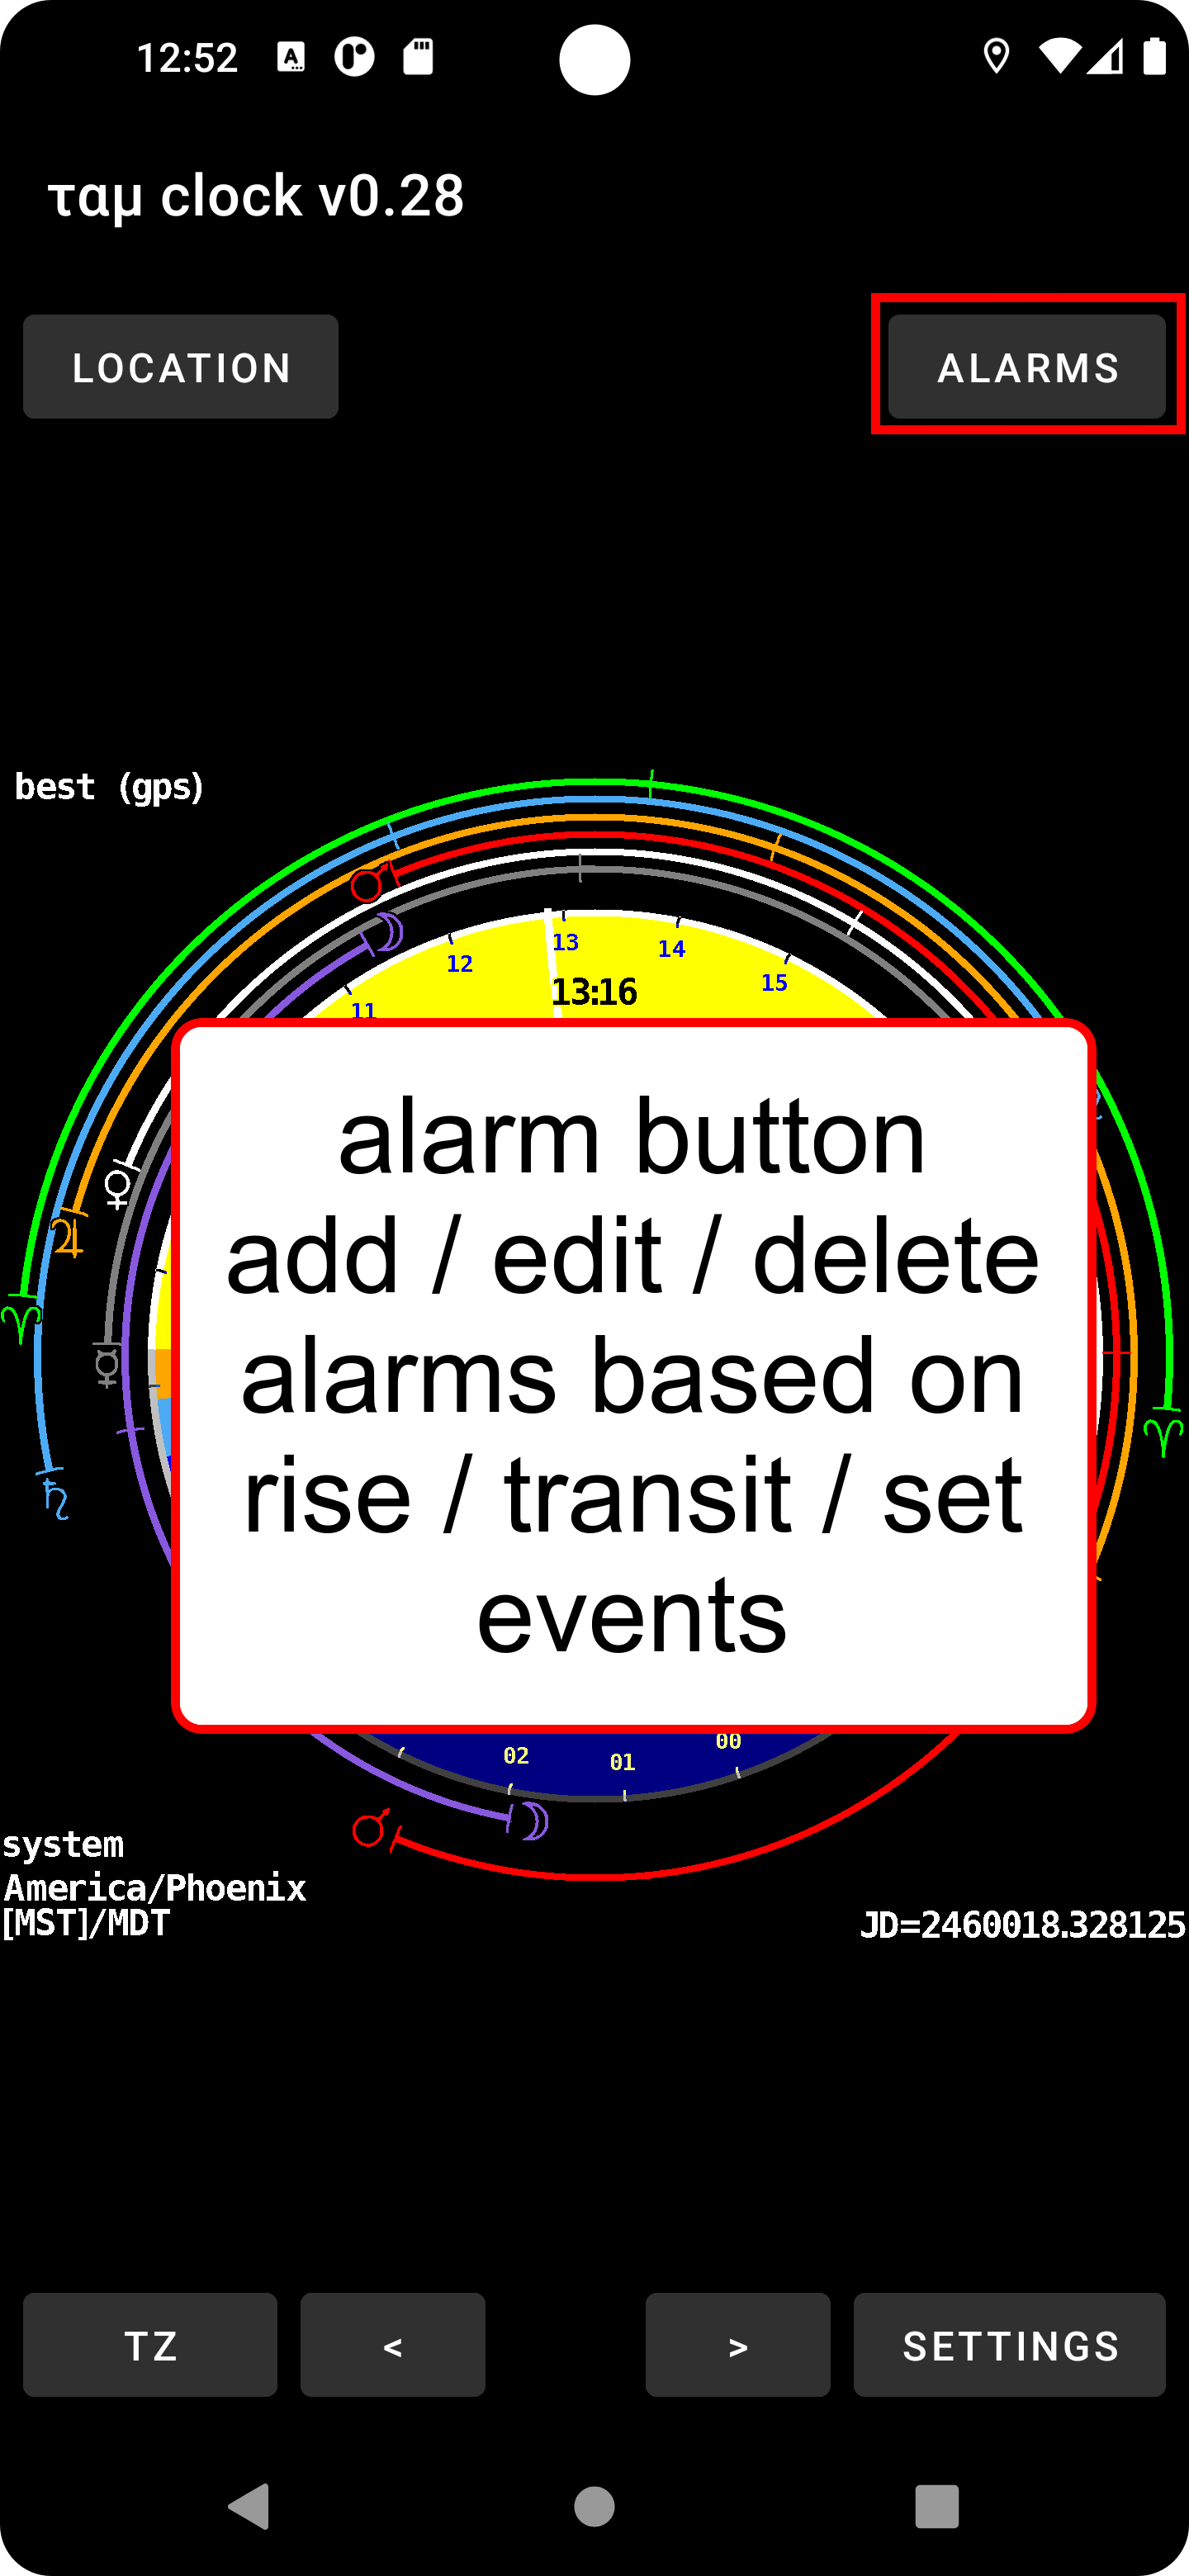 12:52
ταμ clock v0.28
LOCATION
ALARMS
best (gps)
13
14
12
15
13:16
11
alarm button
add / edit / delete
alarms based on
rise / transit / set
events
00
02
01
system
America/Phoenix
[MST]/MDT
JD=2460018.328125
TZ
<
>
SETTINGS